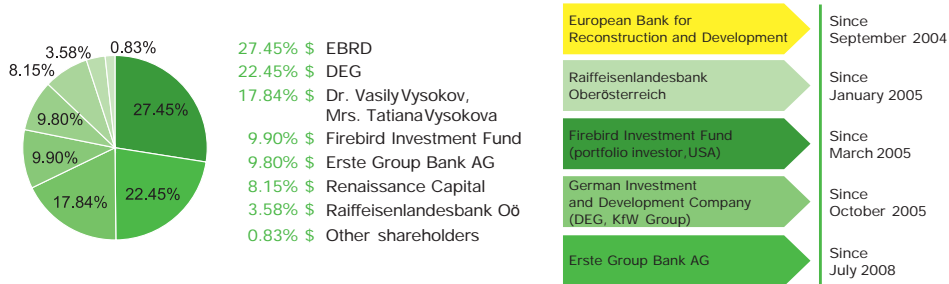 0.83%
3.58%
8.15%
9.80%
9.90%
17.84%
22.45%
27.45%
27.45% $ EBRD
22.45% $ DEG
17.84% $ Dr. Vasily Vysokov,
Mrs. Tatiana Vysokova
9.90% $ Firebird Investment Fund
9.80% $ Erste Group Bank AG
8.15% $ Renaissance Capital
3.58% $ Raiffeisenlandesbank Oö
0.83% $ Other shareholders
European Bank for
Reconstruction and Development
Since
September 2004
Raiffeisenlandesbank
Oberösterreich
Since
January 2005
Firebird Investment Fund
(portfolio investor, USA)
Since
March 2005
German Investment
and Development Company
(DEG, KfW Group)
Since
October 2005
Erste Group Bank AG
Since
July 2008